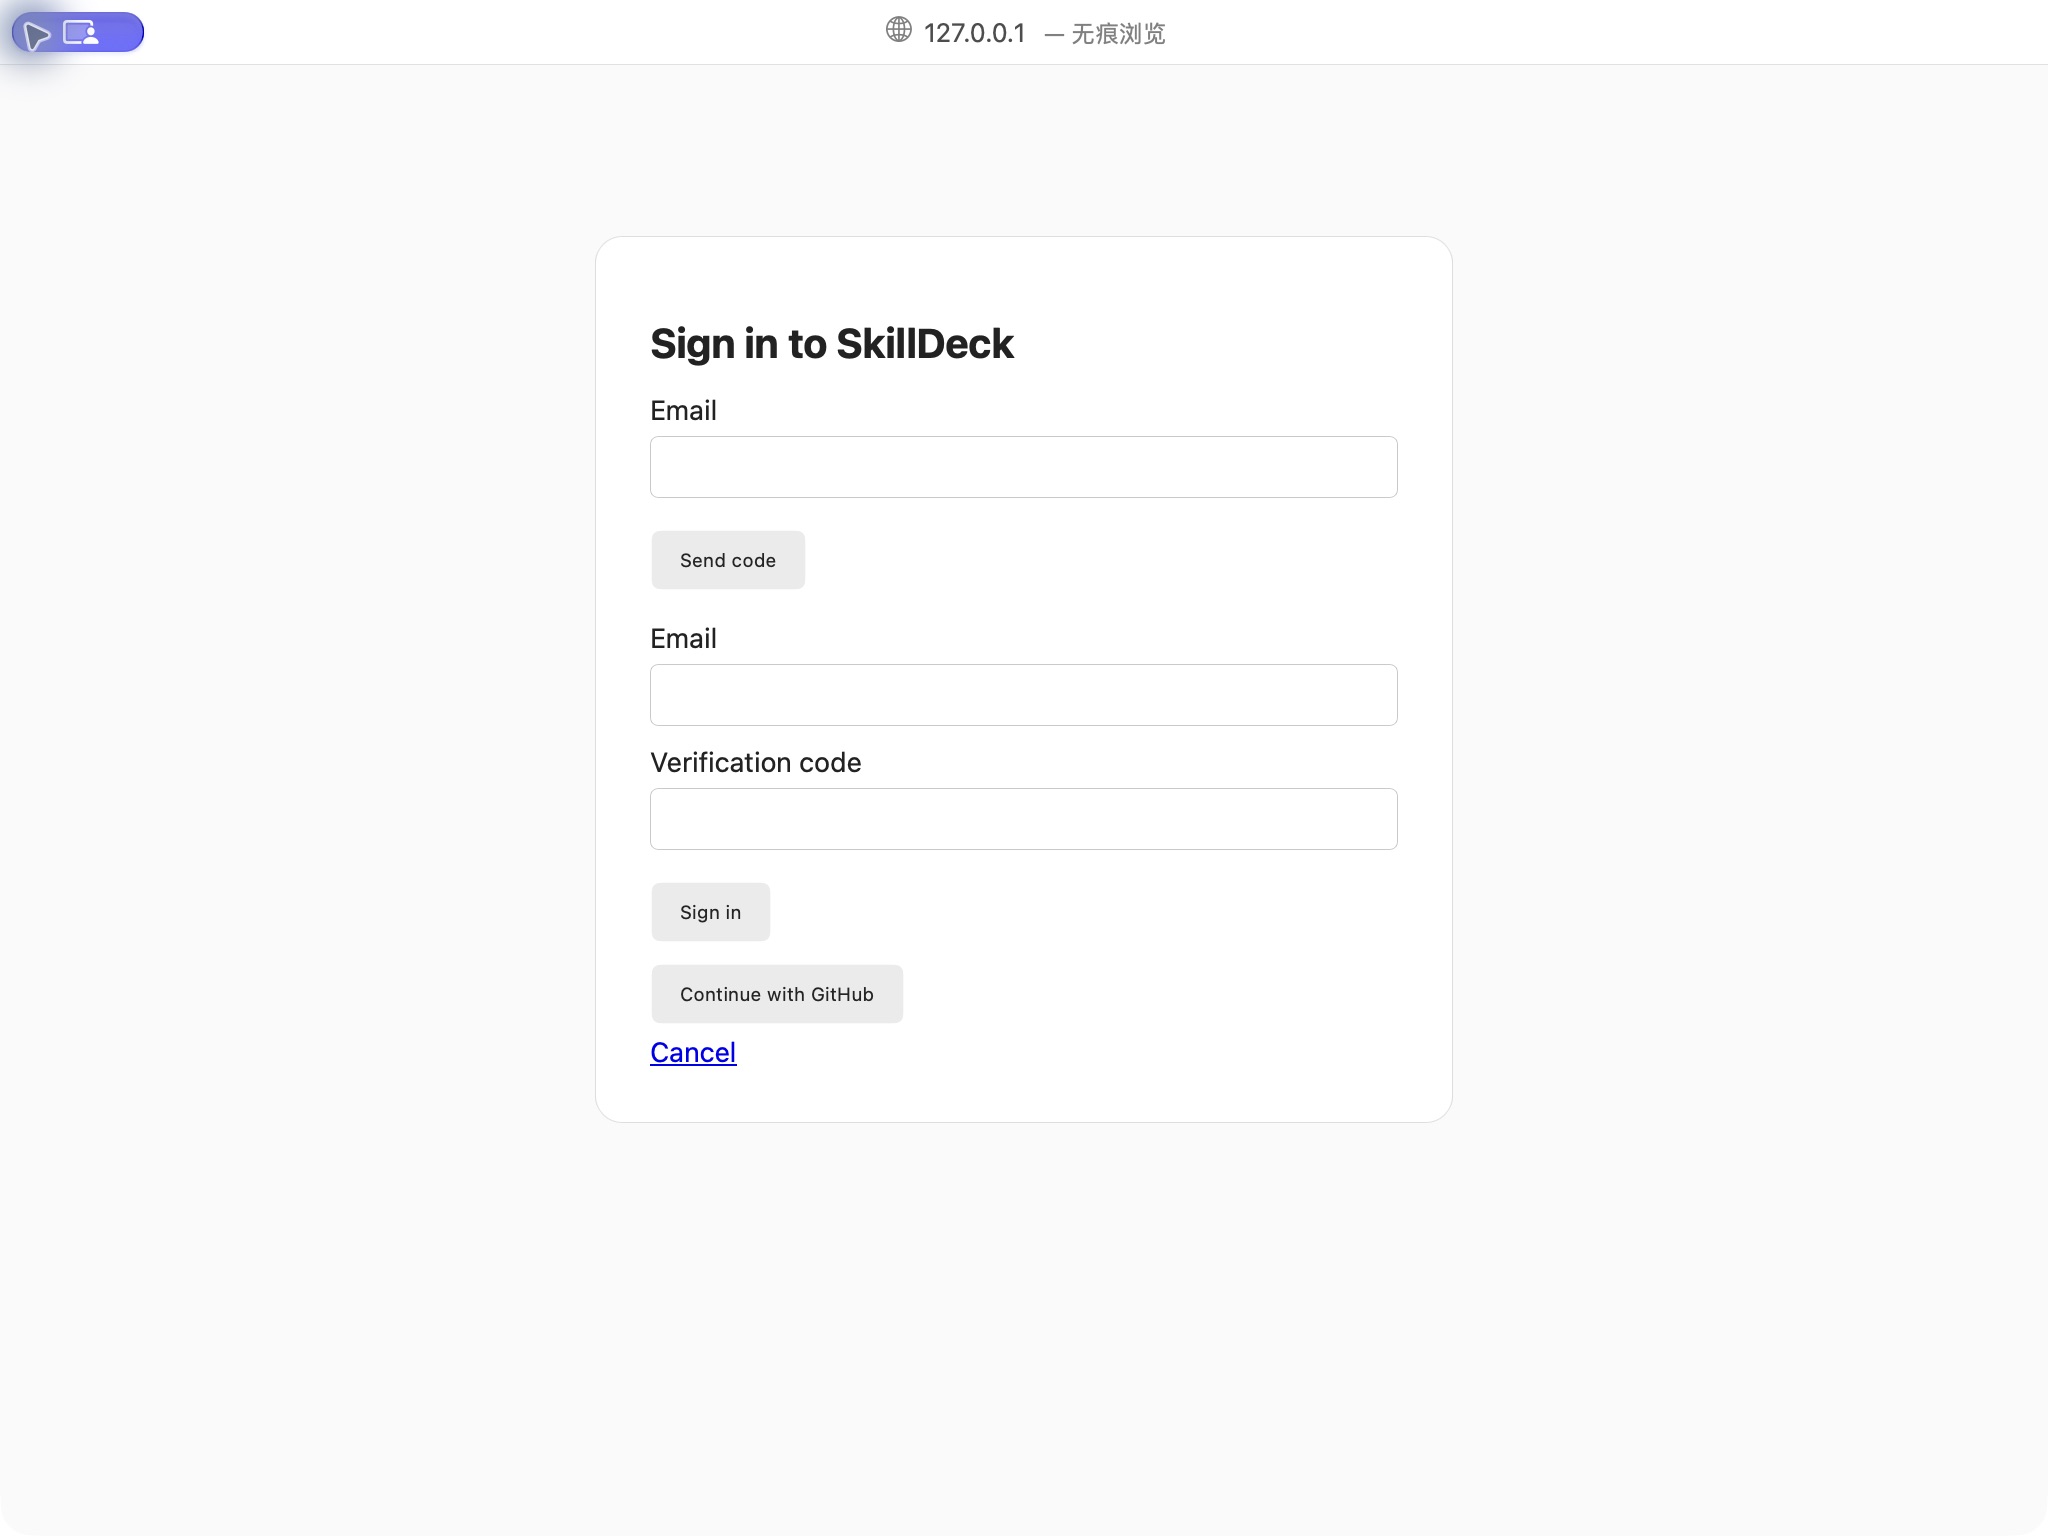 127.0.0.1 — 无痕浏览
Sign in to SkillDeck
Email
Send code
Email
Verification code
Sign in
Continue with GitHub
Cancel